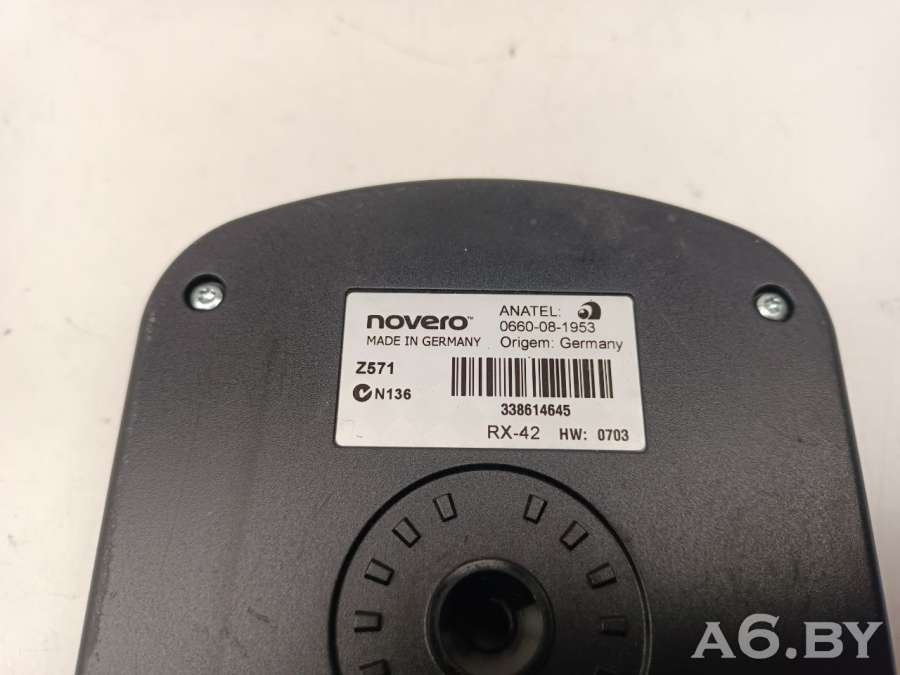 novero™
MADE IN GERMANY
ANATEL:
0660-08-1953
Origem: Germany
Z571
N136
338614645
RX-42 HW: 0703
A6.BY